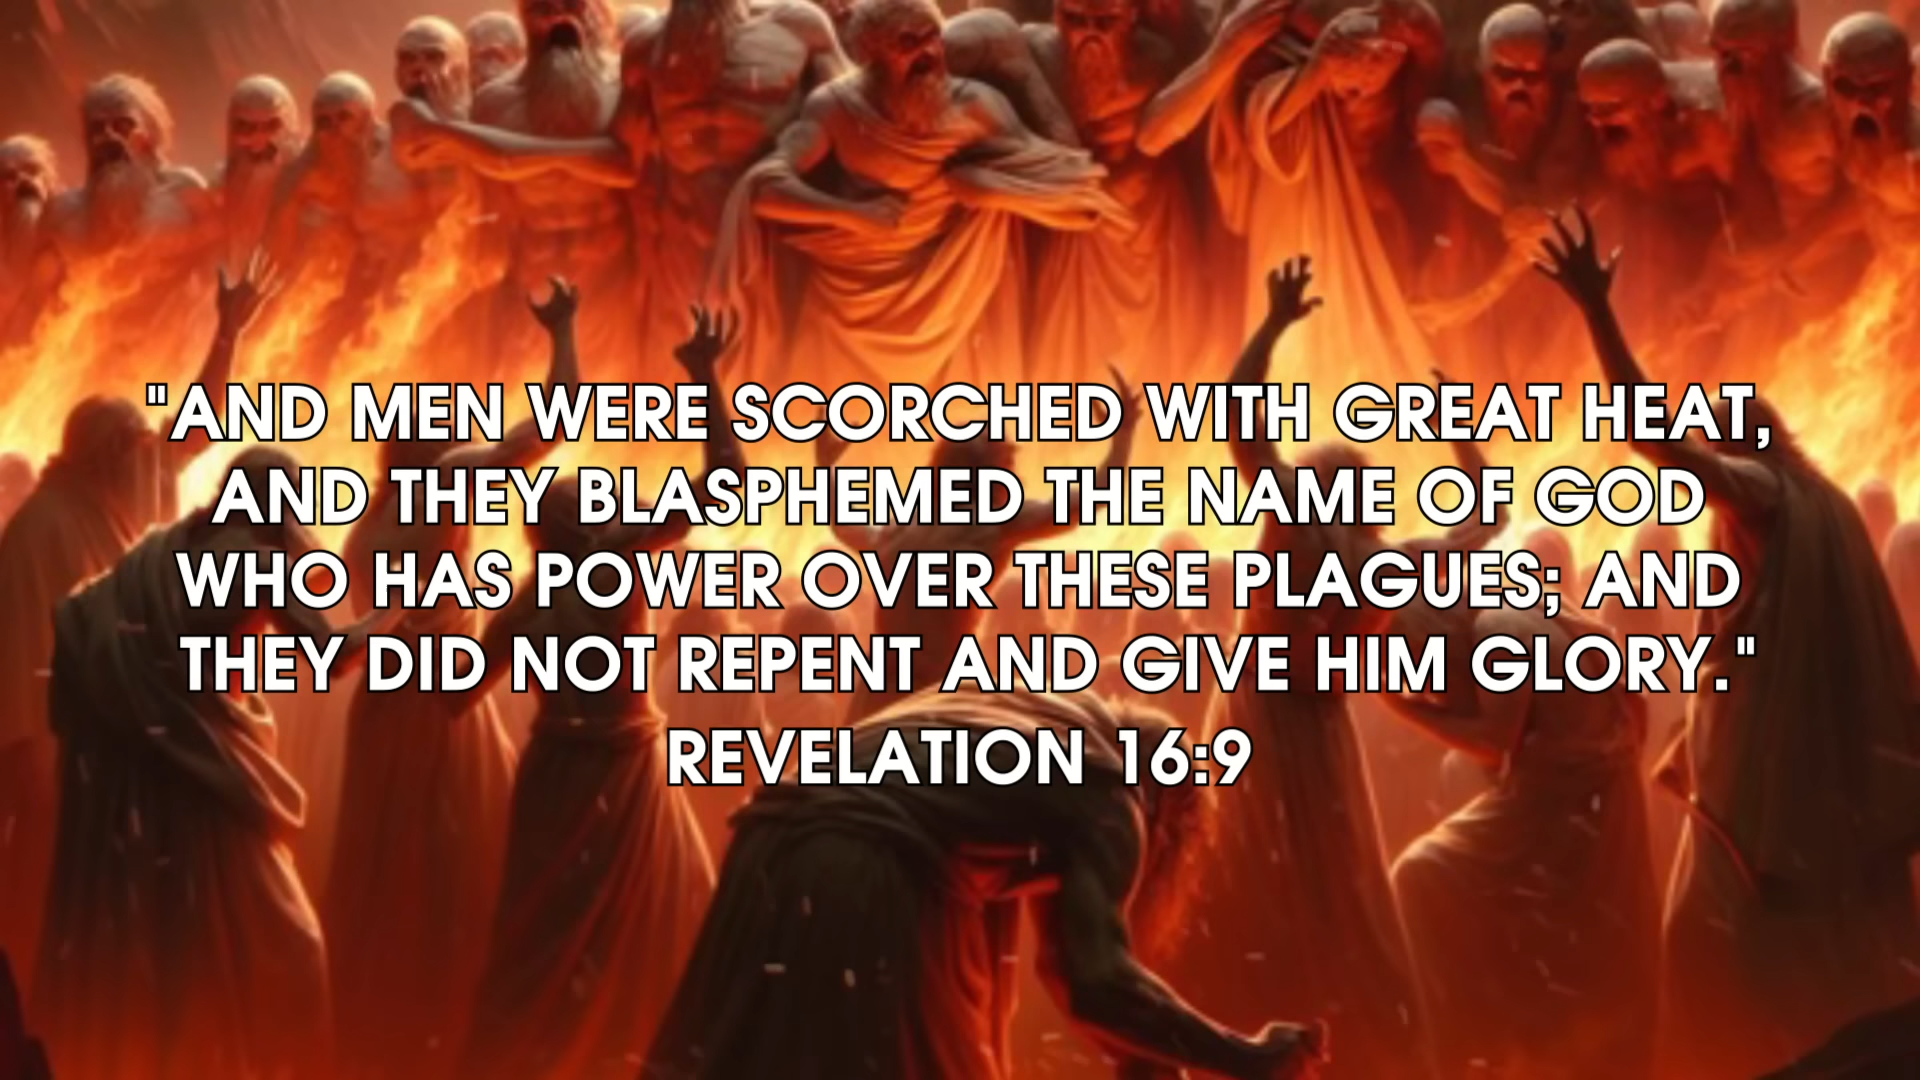 "AND MEN WERE SCORCHED WITH GREAT HEAT,
AND THEY BLASPHEMED THE NAME OF GOD
WHO HAS POWER OVER THESE PLAGUES; AND
THEY DID NOT REPENT AND GIVE HIM GLORY."
REVELATION 16:9